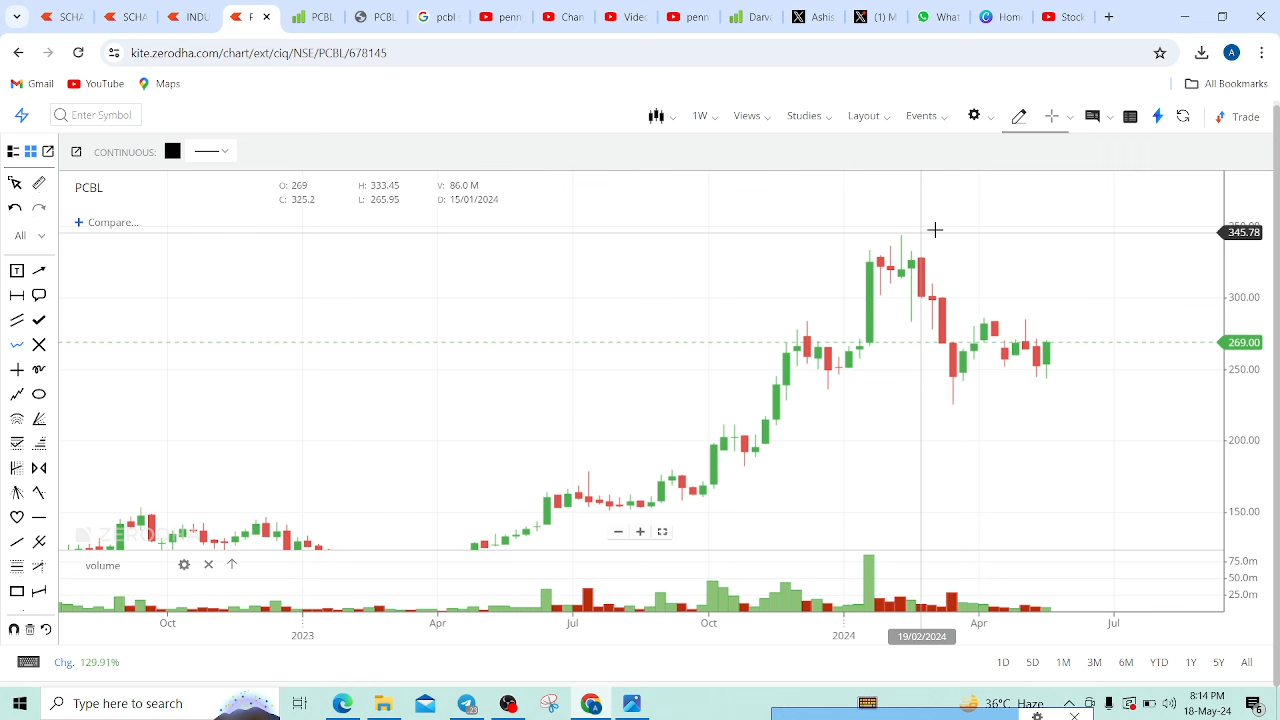 SCHA
SCHA
INDU
F
PCBL
PCBL
pcbl
penn
Char
Vide
penn
Darv
Ashis
(1) M
What
Hom
Stock
kite.zerodha.com/chart/ext/ciq/NSE/PCBL/678145
A
Gmail
YouTube
Maps
All Bookmarks
Enter Symbol
1W
Views
Studies
Layout
Events
Trade
CONTINUOUS:
PCBL
O: 269
H: 333.45
V: 86.0 M
C: 325.2
L: 265.95
D: 15/01/2024
Compare...
All
345.78
300.00
269.00
250.00
200.00
150.00
volume
75.0m
50.0m
25.0m
Oct
2023
Apr
Jul
Oct
2024
19/02/2024
Apr
Jul
Chg. 129.91%
1D
5D
1M
3M
6M
YTD
1Y
5Y
All
Type here to search
36°C Haze
8:14 PM
18-May-24